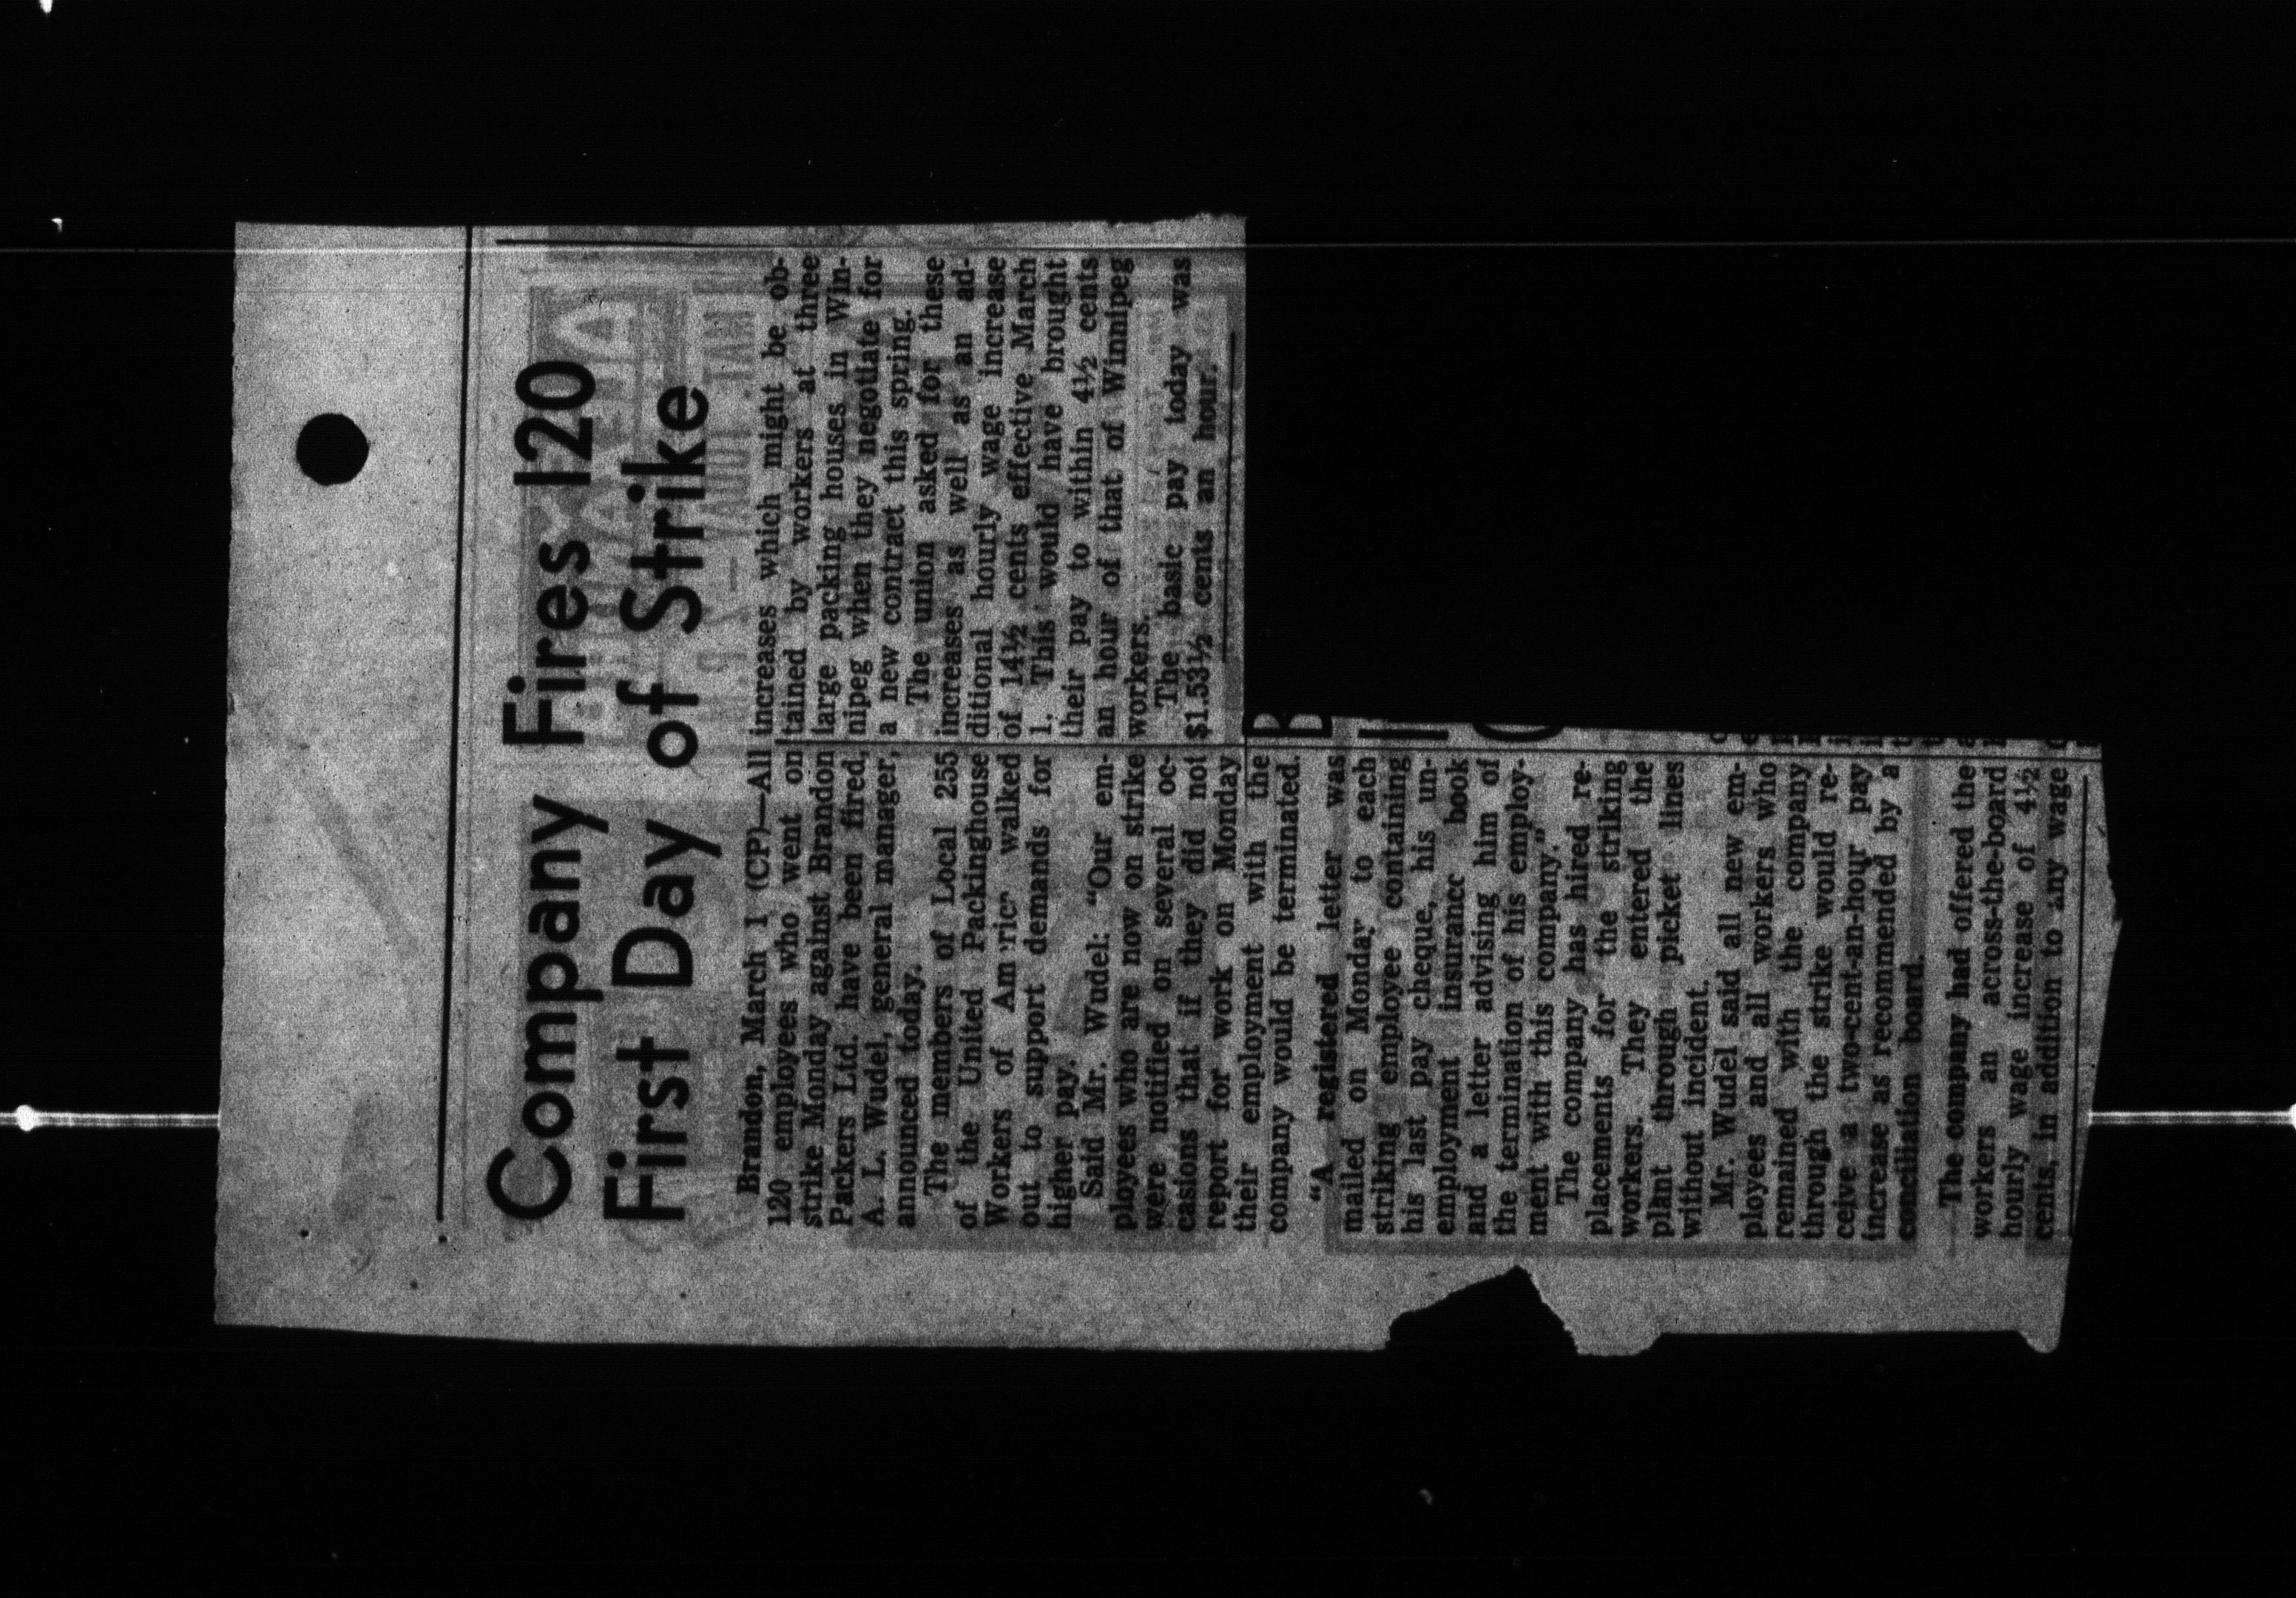 Company Fires 120
First Day of Strike
Brandon, March 1 (CP)—All
120 employees who went on
strike Monday against Brandon
Packers Ltd. have been fired,
A. L. Wudel, general manager,
announced today.
The members of Local 255
of the United Packinghouse
Workers of walked
out to support demands for
higher pay.
Said Mr. Wudel: “Our em-
ployees who are now on strike
were notified on several oc-
casions that if they did not
report for work on Monday
their employment with the
company would be terminated.
“A registered letter was
mailed on Monday to each
striking employee containing
his last pay cheque, his un-
employment insurance book
and a letter advising him of
the termination of his employ-
ment with this company.”
The company has hired re-
placements for the striking
workers. They entered the
plant through picket lines
without incident.
Mr. Wudel said all new em-
ployees and all workers who
remained with the company
through the strike would re-
ceive a two-cent-an-hour pay
increase as recommended by a
conciliation board.
The company had offered the
workers an across-the-board
hourly wage increase of 4½
cents, in addition to any wage
increases which might be ob-
tained by workers at three
large packing houses in Win-
nipeg when they negotiate for
a new contract this spring.
The union asked for these
increases as well as an ad-
ditional hourly wage increase
of 14½ cents effective March
1. This would have brought
their pay to within 4½ cents
an hour of that of Winnipeg
workers.
The basic pay today was
$1.53½ cents an hour.